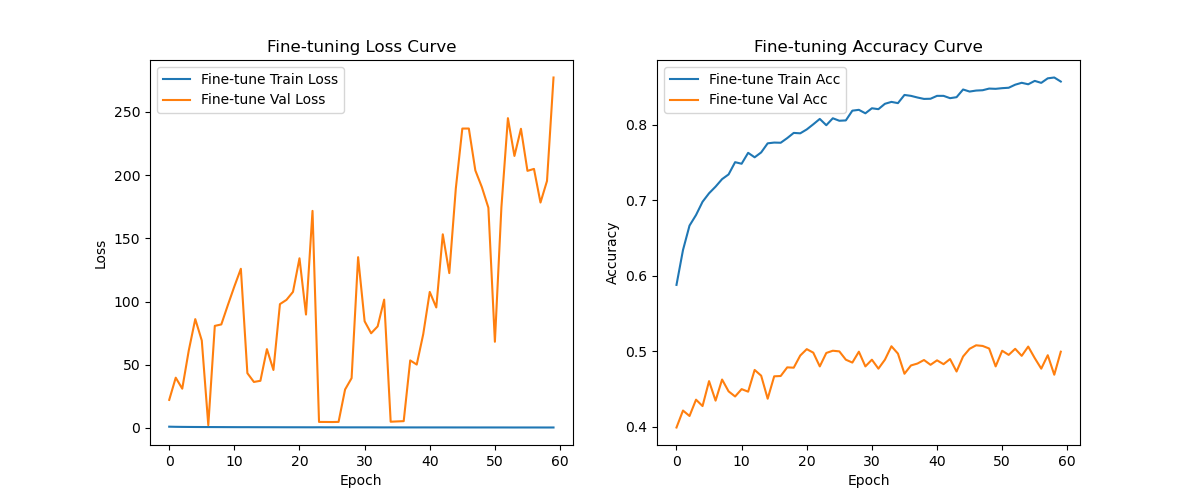 Fine-tuning Loss Curve
Fine-tune Train Loss
Fine-tune Val Loss
Loss
250
200
150
100
50
0
0 10 20 30 40 50 60
Epoch
Fine-tuning Accuracy Curve
Fine-tune Train Acc
Fine-tune Val Acc
Accuracy
0.8
0.7
0.6
0.5
0.4
0 10 20 30 40 50 60
Epoch